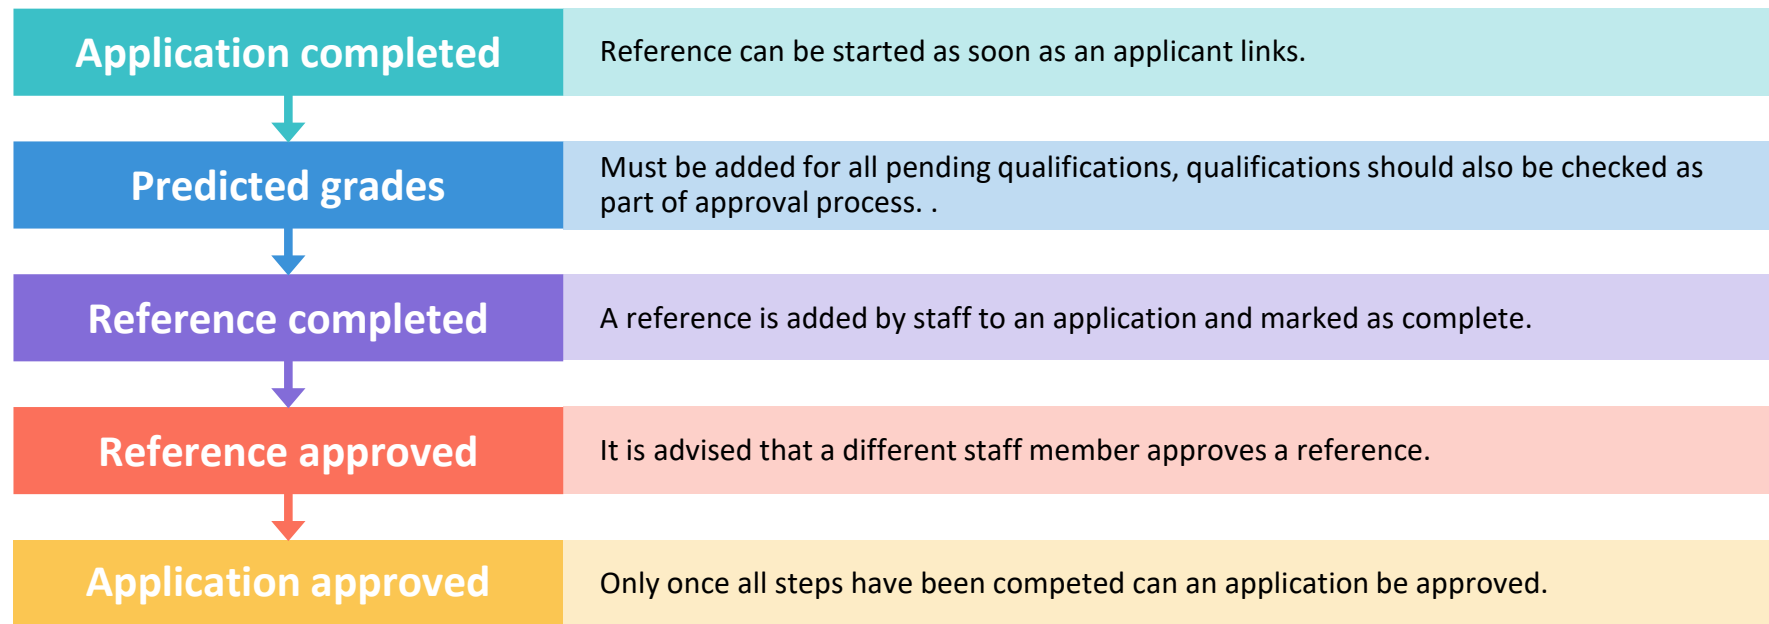 Application completed
Reference can be started as soon as an applicant links.
Predicted grades
Must be added for all pending qualifications, qualifications should also be checked as
part of approval process. .
Reference completed
A reference is added by staff to an application and marked as complete.
Reference approved
It is advised that a different staff member approves a reference.
Application approved
Only once all steps have been competed can an application be approved.